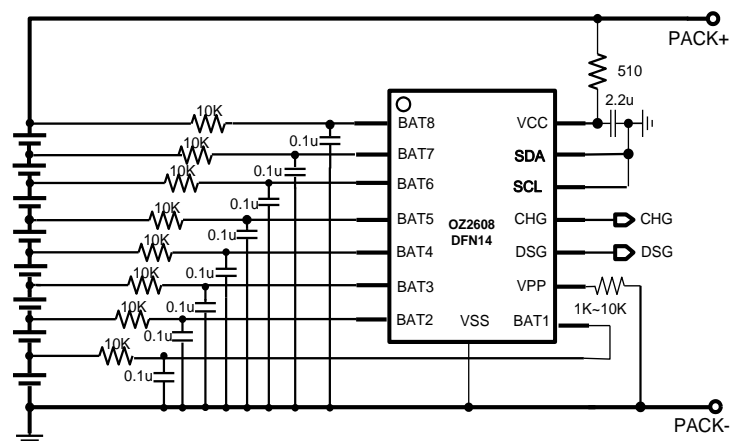 PACK+
510
2.2u
10K
BAT8
VCC
0.1u
10K
BAT7
SDA
0.1u
10K
BAT6
SCL
0.1u
10K
BAT5
OZ2608
DFN14
CHG
CHG
0.1u
10K
BAT4
DSG
DSG
0.1u
10K
BAT3
VPP
0.1u
1K~10K
10K
BAT2
VSS
BAT1
0.1u
10K
0.1u
PACK-